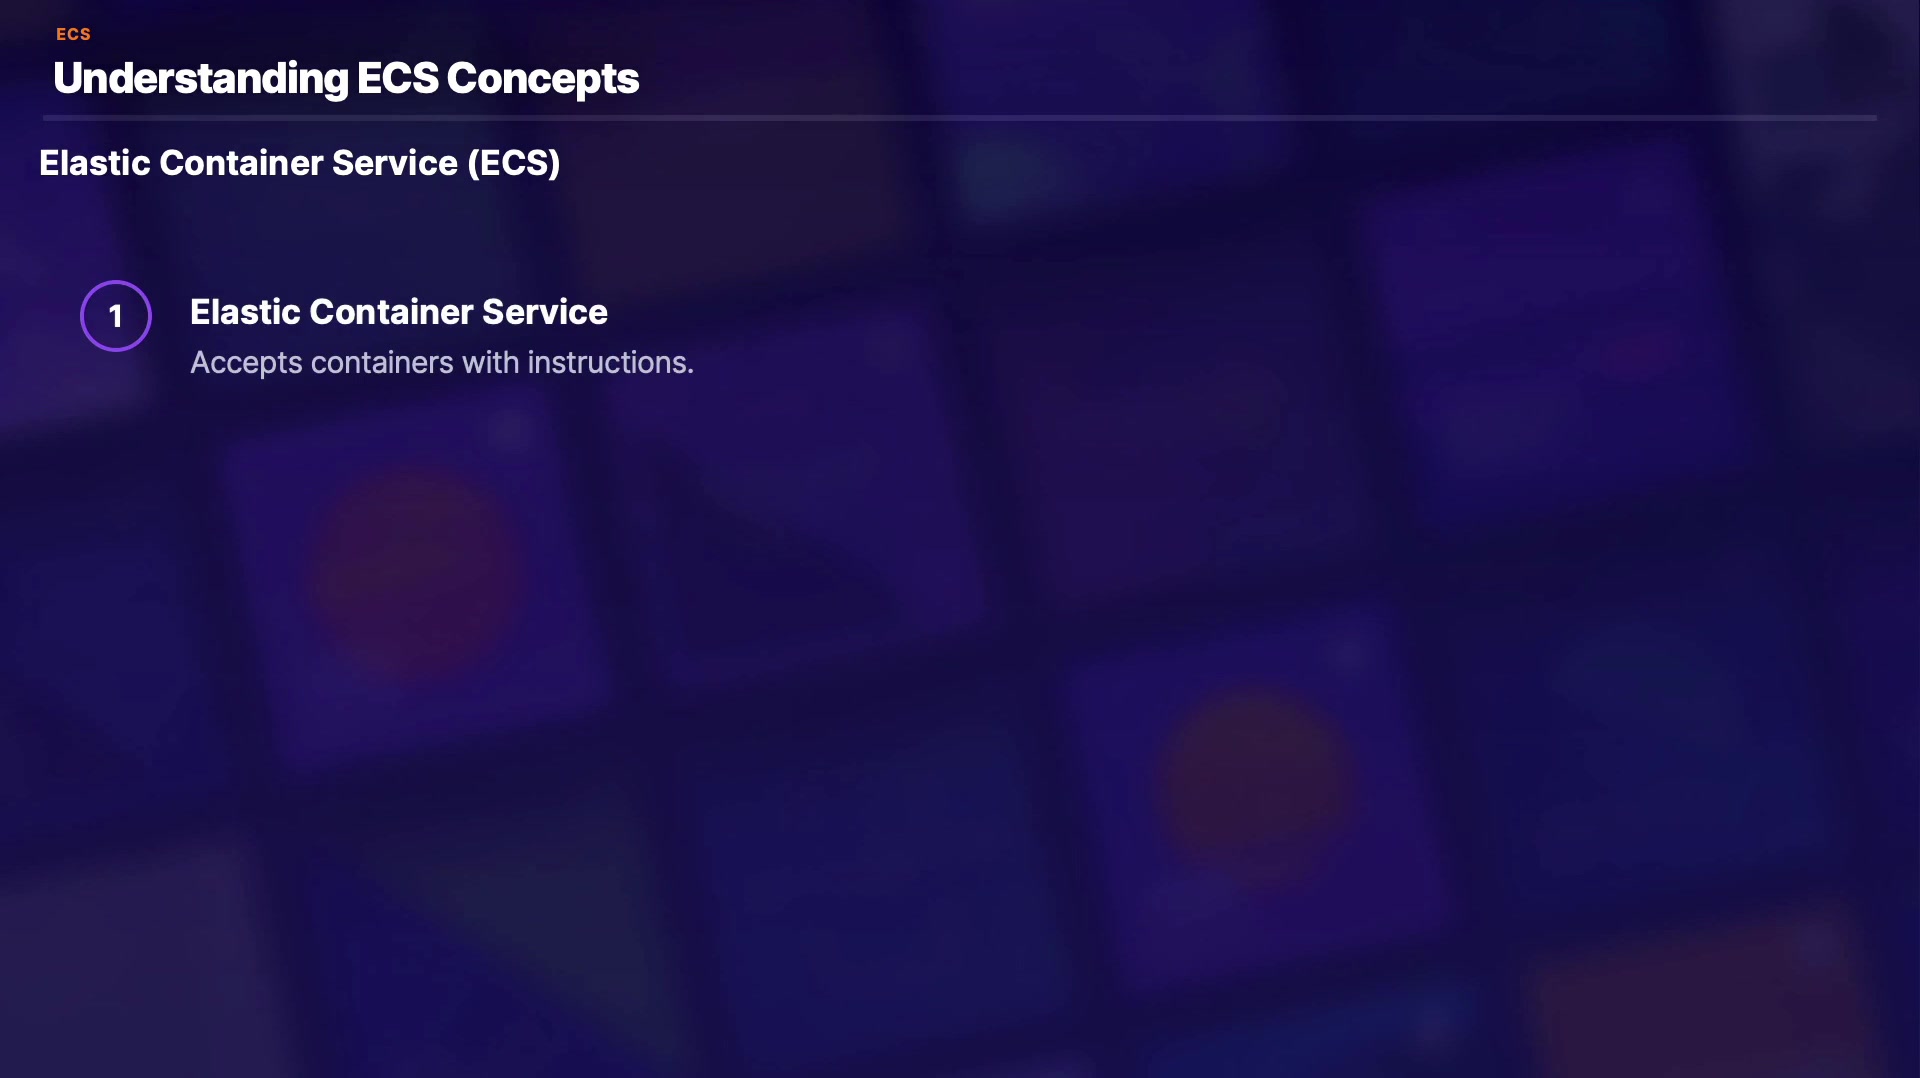 ECS
Understanding ECS Concepts
Elastic Container Service (ECS)
1
Elastic Container Service
Accepts containers with instructions.